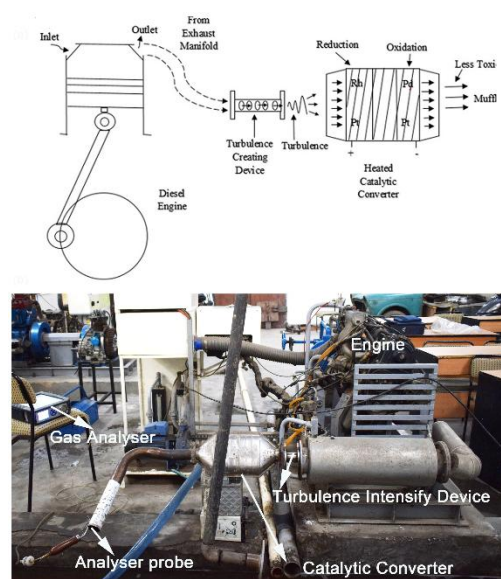 From
Exhaust
Manifold
Inlet
Outlet
Reduction
Oxidation
Rh
Pd
Pt
Pt
+
-
Less Toxi
Muffl
Turbulence
Creating
Device
Turbulence
Heated
Catalytic
Converter
Diesel
Engine
Engine
Gas Analyser
Turbulence Intensify Device
Analyser probe
Catalytic Converter